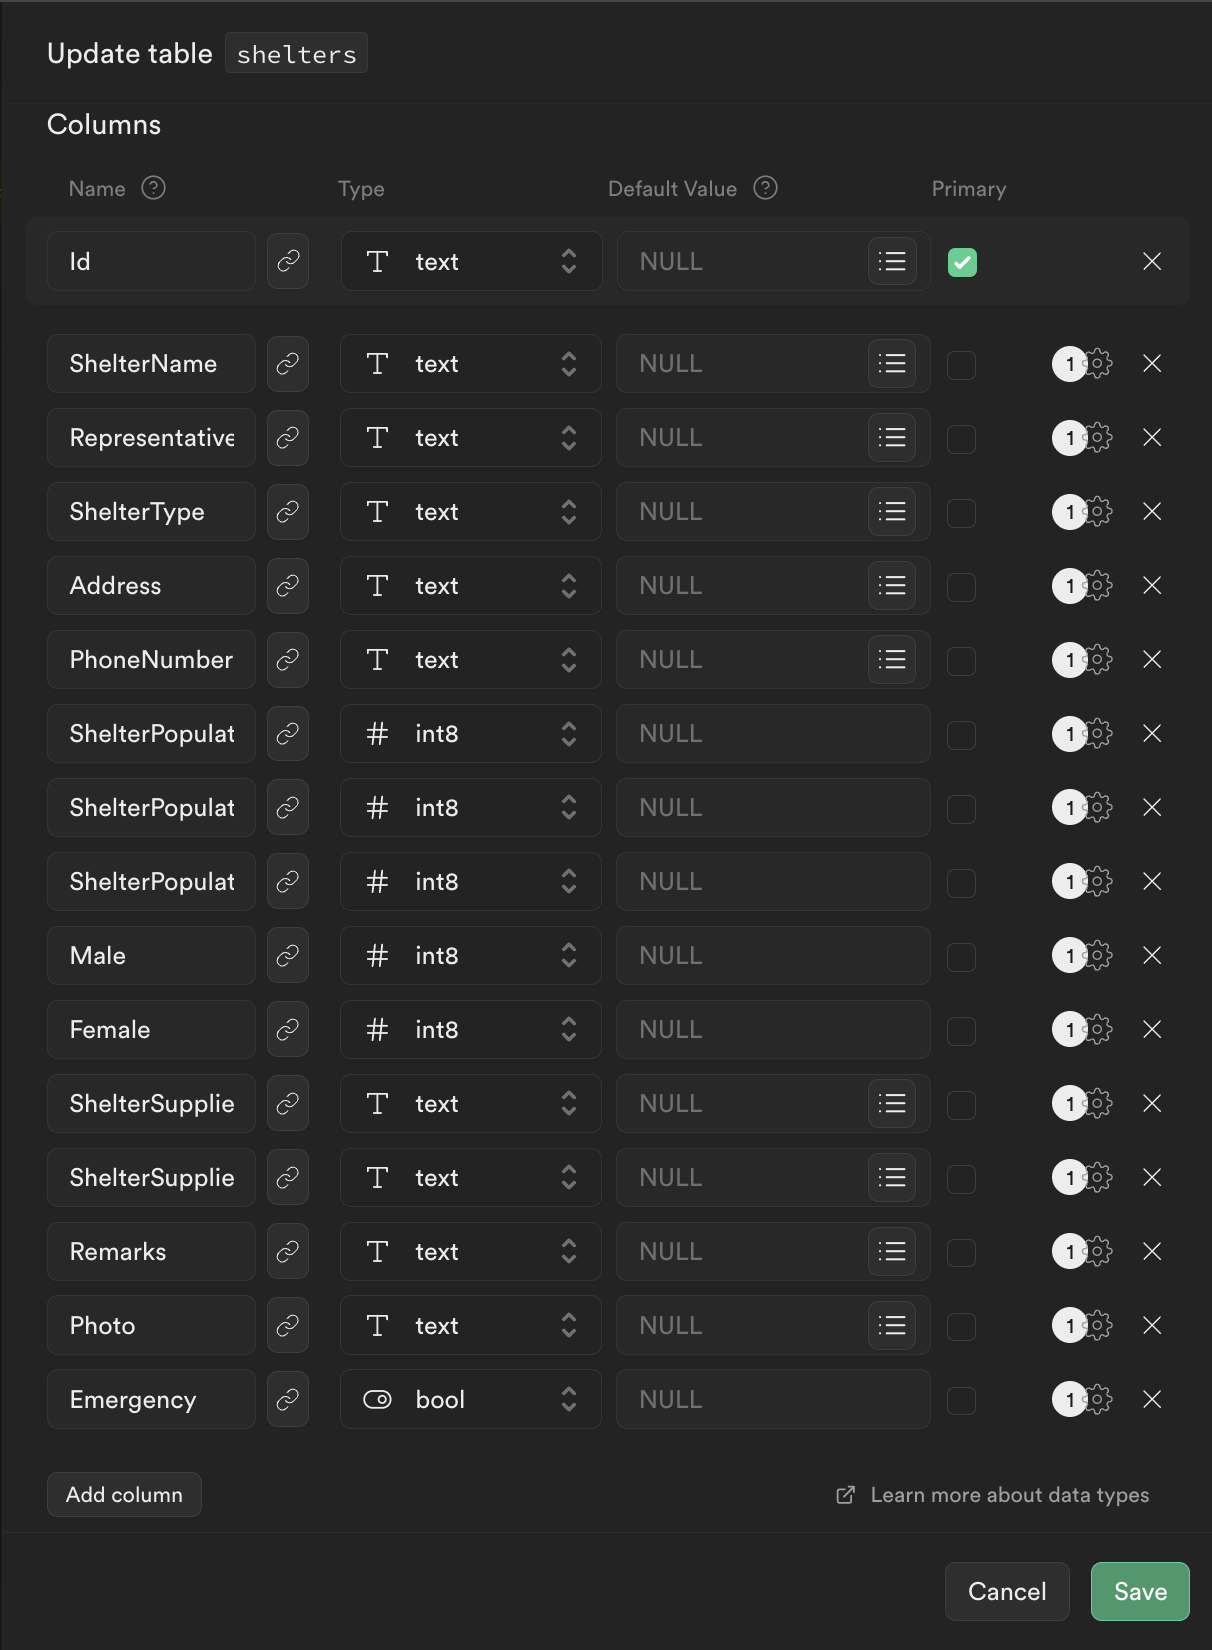 Update table shelters
Columns
Name Type Default Value Primary
Id text NULL
ShelterName text NULL 1
Representative text NULL 1
ShelterType text NULL 1
Address text NULL 1
PhoneNumber text NULL 1
ShelterPopulat int8 NULL 1
ShelterPopulat int8 NULL 1
ShelterPopulat int8 NULL 1
Male int8 NULL 1
Female int8 NULL 1
ShelterSupplie text NULL 1
ShelterSupplie text NULL 1
Remarks text NULL 1
Photo text NULL 1
Emergency bool NULL 1
Add column Learn more about data types
Cancel Save